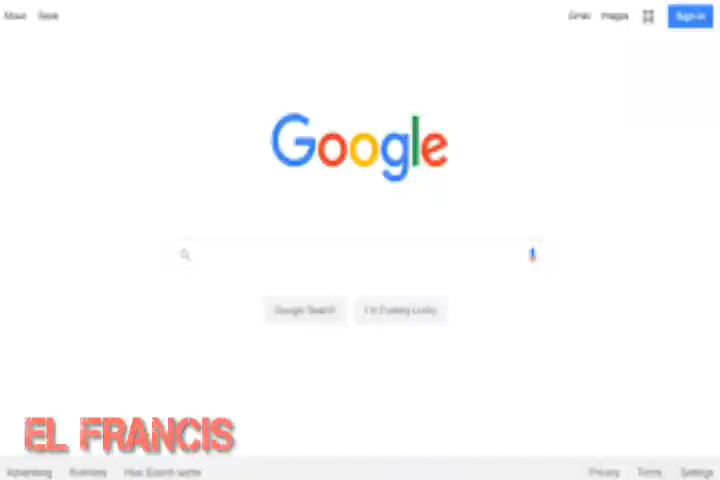 About Store
Gmail Images Sign in
Google
Google Search I'm Feeling Lucky
EL FRANCIS
Advertising Business How Search works
Privacy Terms Settings